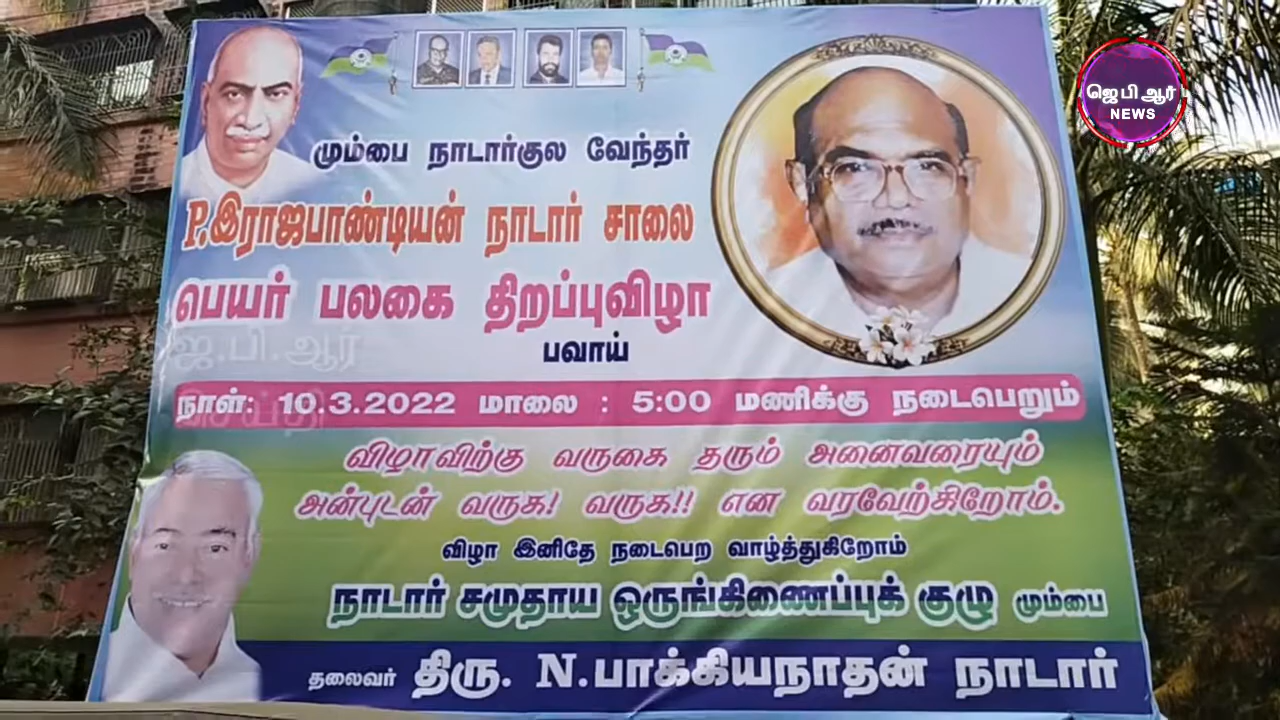 ஜெ பி ஆர்
NEWS
மும்பை நாடார்குல வேந்தர்
P.இராஜபாண்டியன் நாடார் சாலை
பெயர் பலகை திறப்புவிழா
பவாய்
ஜெ.பி.ஆர்
செய்தி
நாள்: 10.3.2022 மாலை : 5:00 மணிக்கு நடைபெறும்
விழாவிற்கு வருகை தரும் அனைவரையும்
அன்புடன் வருக! வருக!! என வரவேற்கிறோம்.
விழா இனிதே நடைபெற வாழ்த்துகிறோம்
நாடார் சமுதாய ஒருங்கிணைப்புக் குழு மும்பை
தலைவர் திரு. N.பாக்கியநாதன் நாடார்